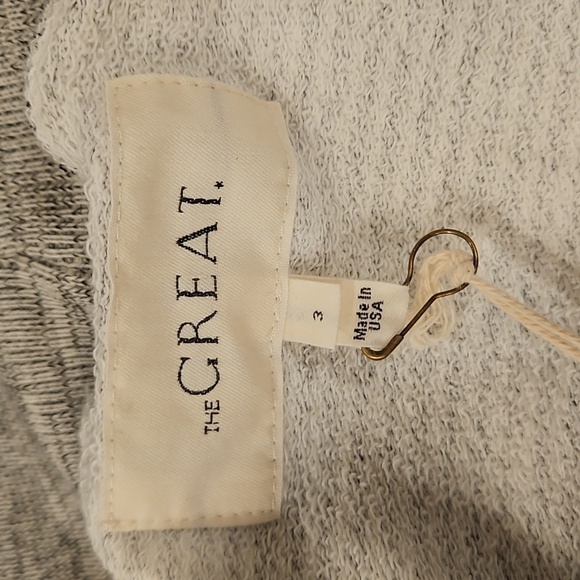 THE GREAT.
3
Made In
USA